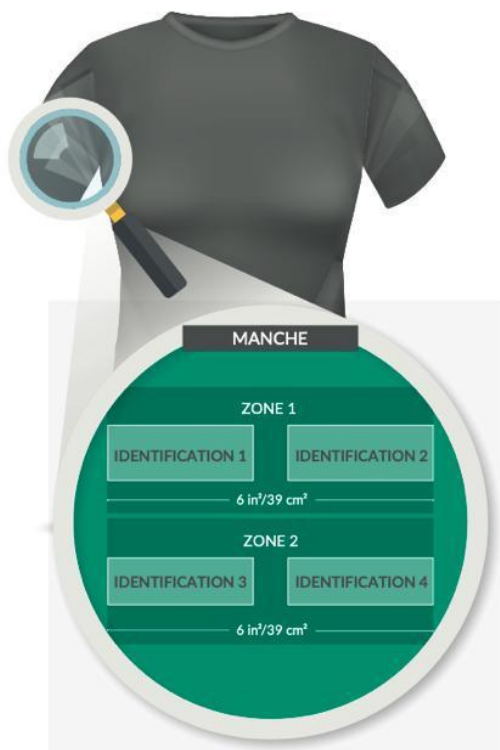 MANCHE
ZONE 1
IDENTIFICATION 1 IDENTIFICATION 2
6 in²/39 cm²
ZONE 2
IDENTIFICATION 3 IDENTIFICATION 4
6 in²/39 cm²